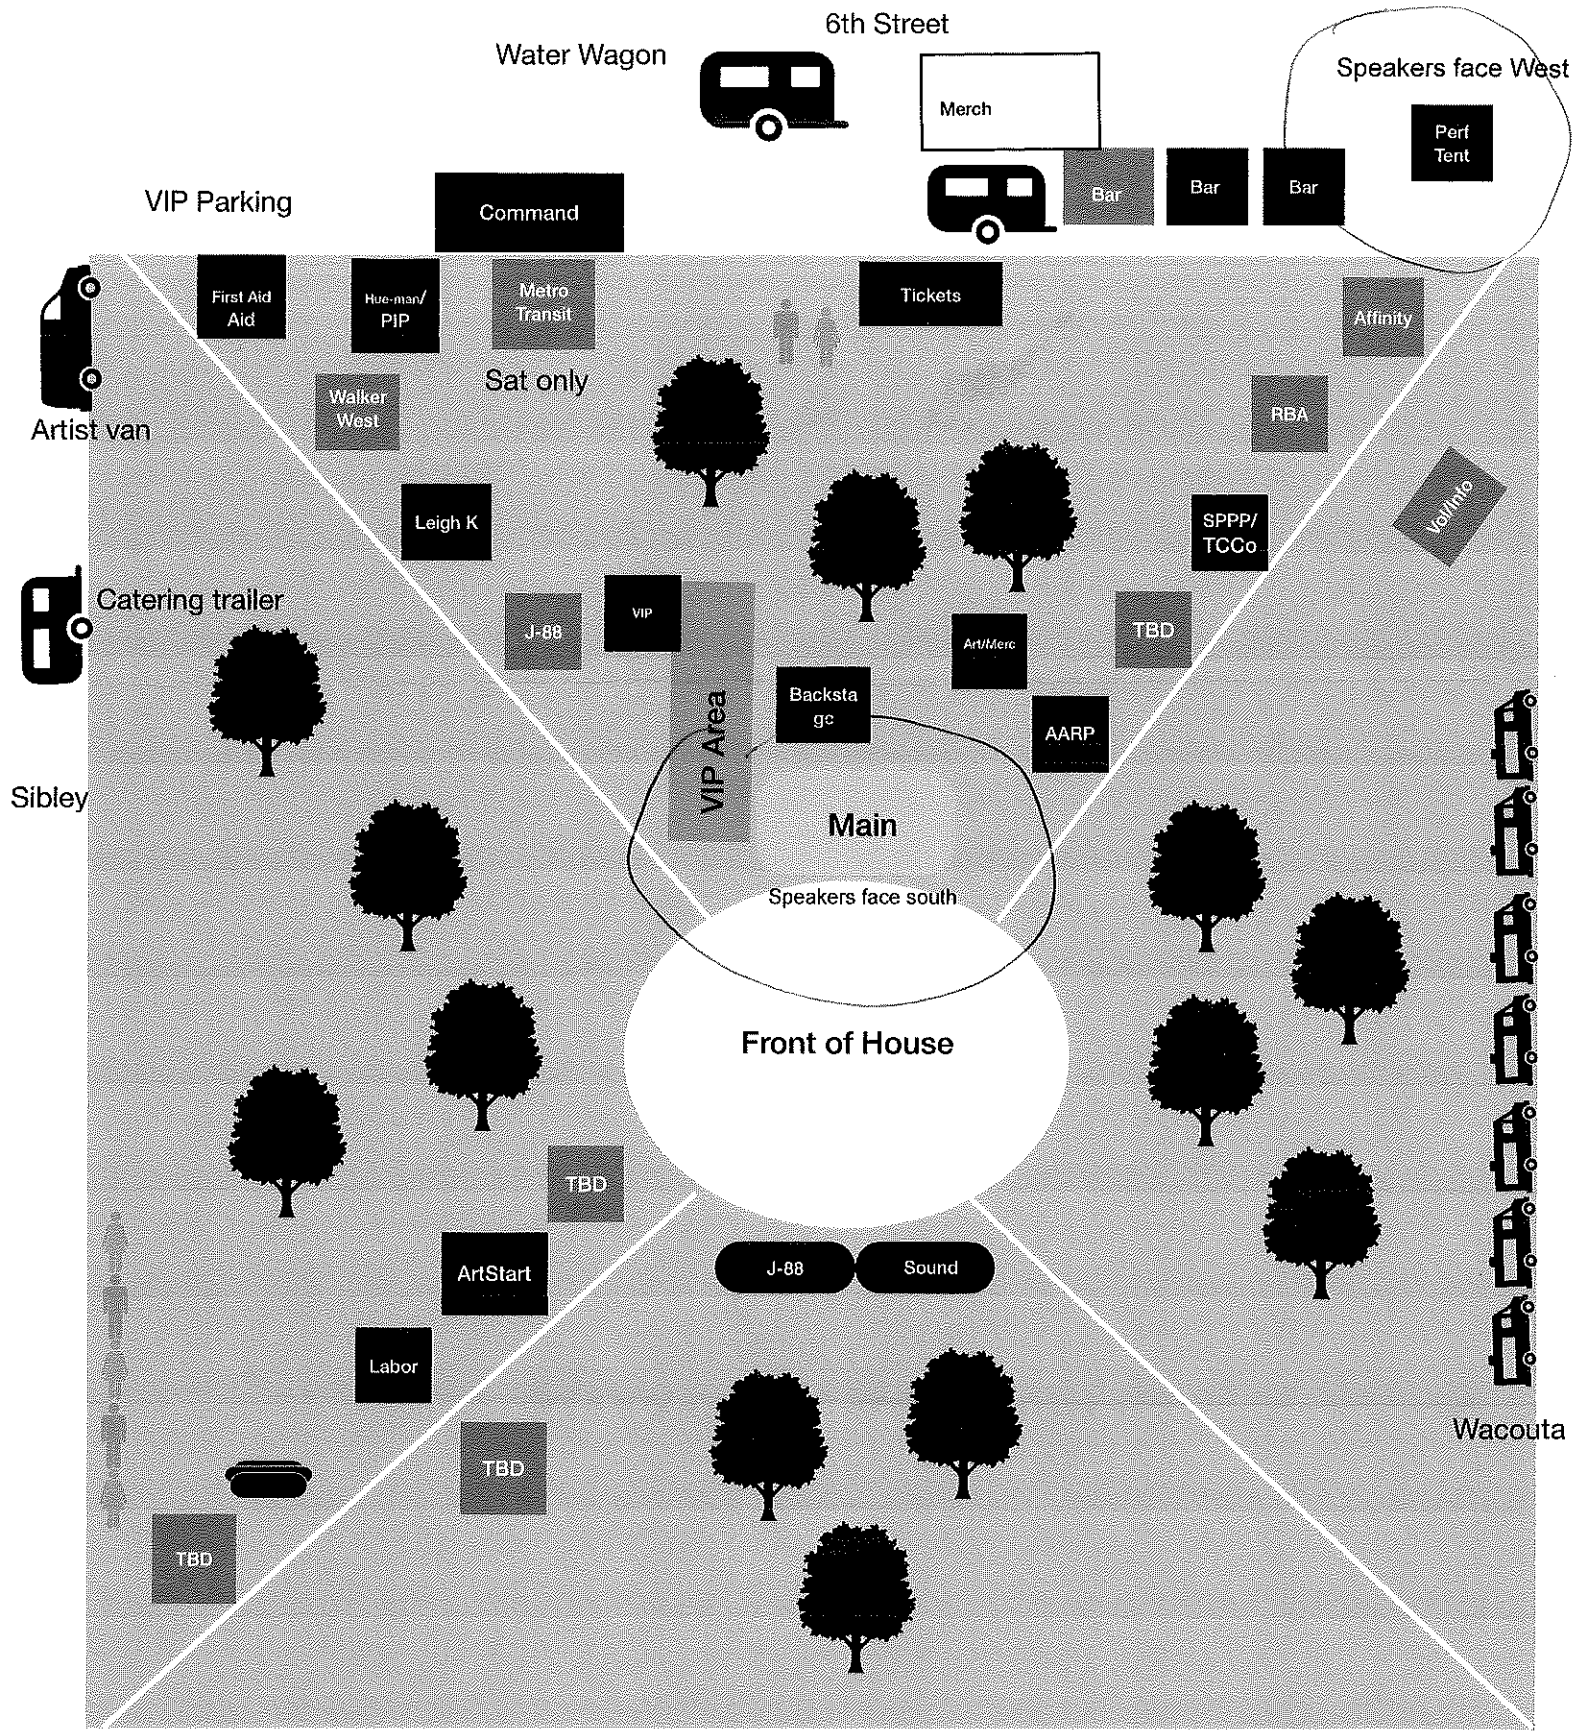 6th Street
Water Wagon
Speakers face West
Merch
Perf
Tent
Bar
Bar
Bar
VIP Parking
Command
First Aid
Aid
Hue-man/
PIP
Metro
Transit
Tickets
Affinity
Sat only
Walker
West
RBA
Artist van
Leigh K
SPPP/
TCCo
Vol/Info
Catering trailer
J-88
VIP
VIP Area
Art/Merc
TBD
Backsta
ge
AARP
Sibley
Main
Speakers face south
Front of House
TBD
ArtStart
J-88
Sound
Labor
Wacouta
TBD
TBD